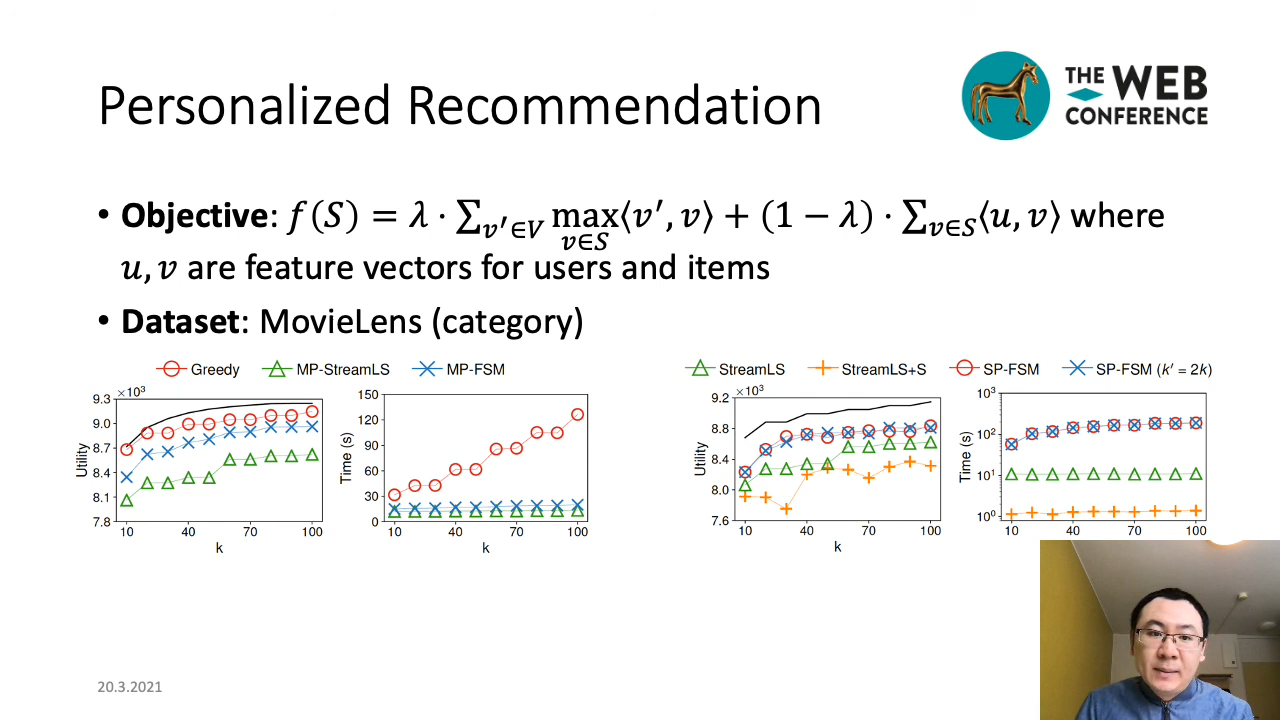 Personalized Recommendation
THE WEB
CONFERENCE
• Objective: f(S) = λ · ∑_{v′∈V} max_{v∈S}⟨v′, v⟩ + (1 − λ) · ∑_{v∈S}⟨u, v⟩ where
u, v are feature vectors for users and items
• Dataset: MovieLens (category)
Greedy MP-StreamLS MP-FSM
StreamLS StreamLS+S SP-FSM SP-FSM (k′ = 2k)
×10³
9.3
9.0
8.7
8.4
8.1
7.8
Utility
10 40 70 100
k
150
120
90
60
30
0
Time (s)
10 40 70 100
k
×10³
9.2
8.8
8.4
8.0
7.6
Utility
10 40 70 100
k
10³
10²
10¹
10⁰
Time (s)
10 40 70 100
20.3.2021